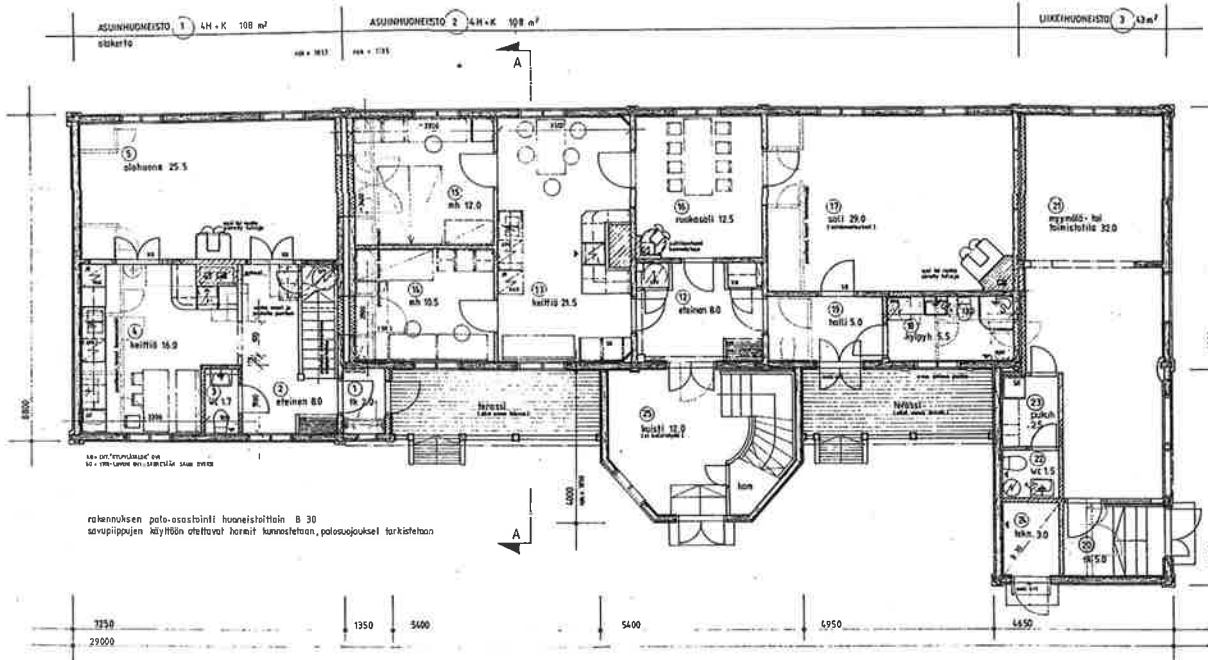 ASUINHUONEISTO 1 4H+K 108 m²
alakerta
ASUINHUONEISTO 2 4H+K 108 m²
LIIKEHUONEISTO 3 43 m²
A
5
olohuone 25.5
15
mh 12.0
16
ruokasali 12.5
17
sali 29.0
21
myymälä- tai
toimistotila 32.0
14
mh 10.5
13
keittiö 21.5
12
eteinen 8.0
19
halli 5.0
18
kylpyh. 5.5
4
keittiö 16.0
3
wc 1.7
2
eteinen 8.0
1
tk 2.0
terassi
25
kuisti 12.0
kom
terassi
23
pukuh.
2.5
22
wc 1.5
24
tekn. 3.0
20
tk 5.0
8800
4000
rakennuksen palo-osastointi huoneistoittain B 30
savupiippujen käyttöön otettavat hormit kunnostetaan, palosuojaukset tarkistetaan
A
7250
1350
5400
5400
4950
4650
29000